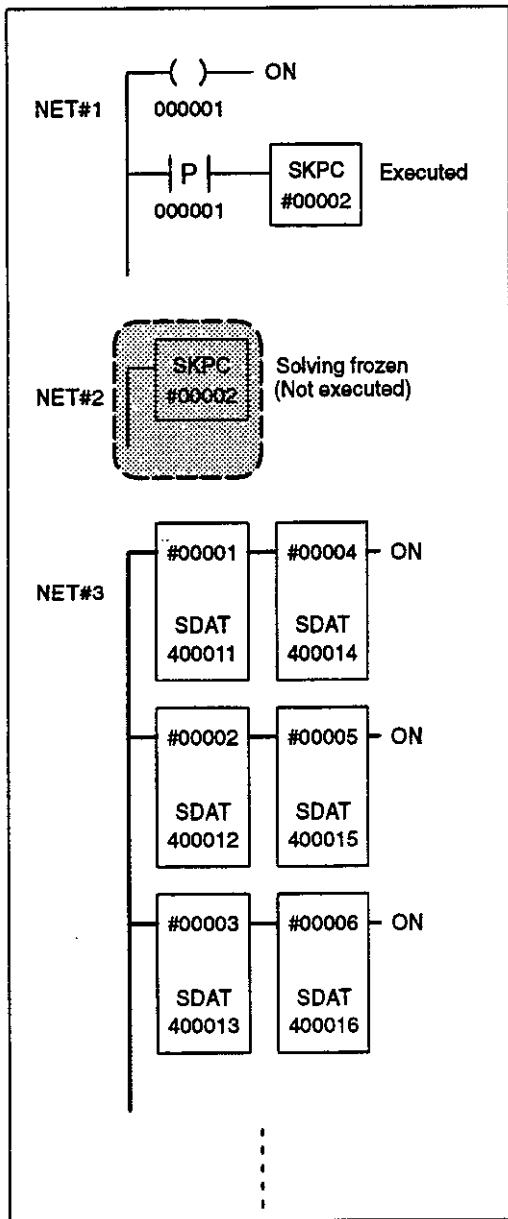 ON
NET#1
000001
P
SKPC
#00002
Executed
000001
SKPC
#00002
Solving frozen
(Not executed)
NET#2
#00001
#00004
ON
NET#3
SDAT
400011
SDAT
400014
#00002
#00005
ON
SDAT
400012
SDAT
400015
#00003
#00006
ON
SDAT
400013
SDAT
400016